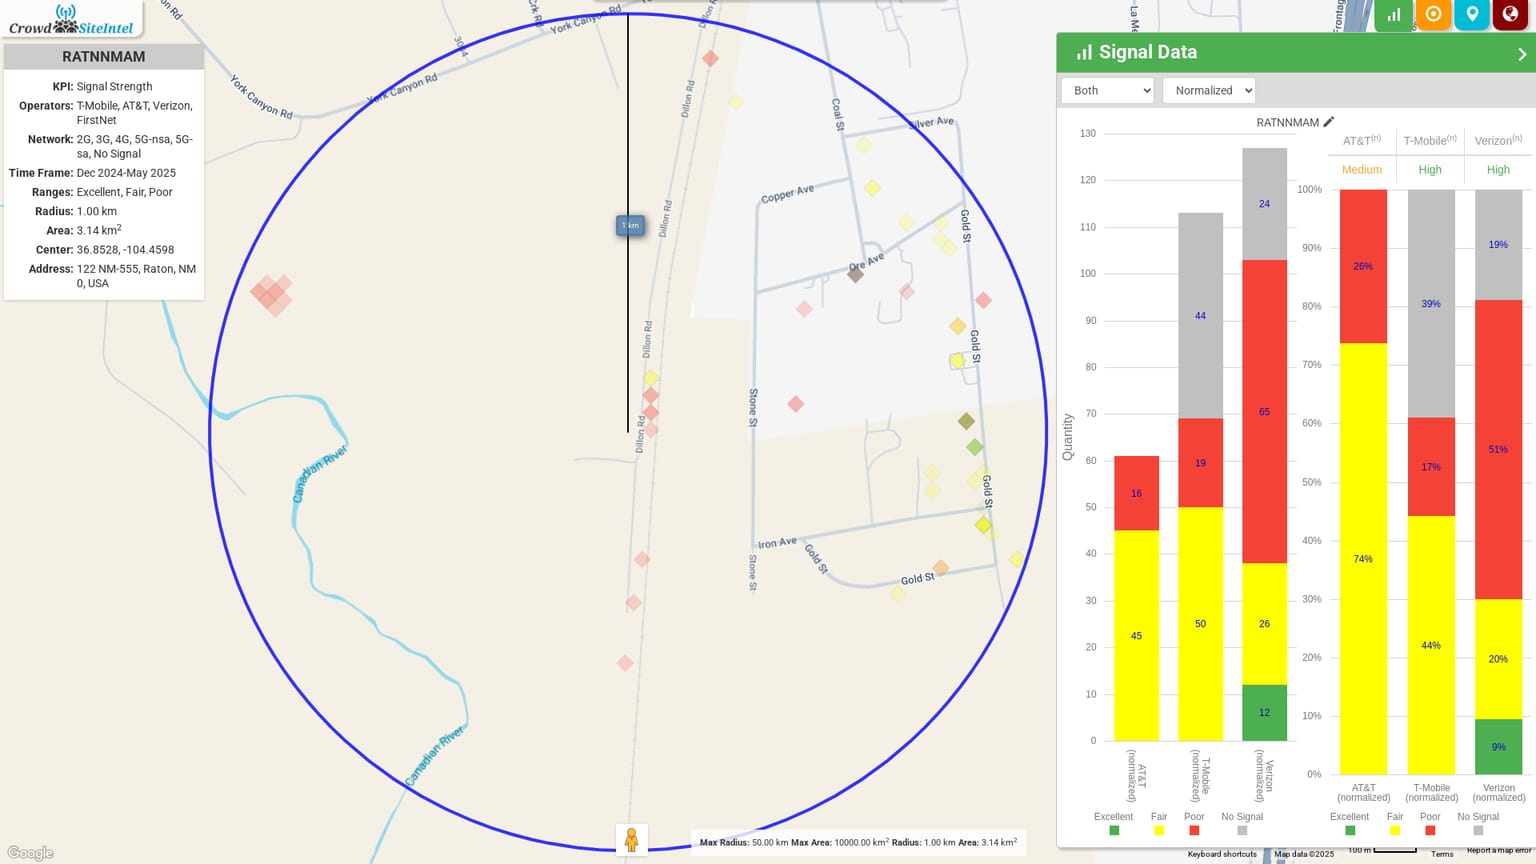 Crowd SiteIntel
RATNNMAM
KPI: Signal Strength
Operators: T-Mobile, AT&T, Verizon,
FirstNet
Network: 2G, 3G, 4G, 5G-nsa, 5G-
sa, No Signal
Time Frame: Dec 2024-May 2025
Ranges: Excellent, Fair, Poor
Radius: 1.00 km
Area: 3.14 km²
Center: 36.8528, -104.4598
Address: 122 NM-555, Raton, NM
0, USA
on Rd
York Canyon Rd
York Canyon Rd
York Canyon Rd
Dillon Rd
Dillon Rd
Dillon Rd
Dillon Rd
Dillon Rd
1 km
Coal St
Silver Ave
Copper Ave
Gold St
Ore Ave
Gold St
Stone St
Gold St
Iron Ave
Gold St
Stone St
Gold St
Canadian River
Canadian River
Google
Max Radius: 50.00 km Max Area: 10000.00 km² Radius: 1.00 km Area: 3.14 km²
Signal Data
Both
Normalized
RATNNMAM
Quantity
130
120
110
100
90
80
70
60
50
40
30
20
10
0
16
45
44
19
50
24
65
26
12
AT&T
(normalized)
T-Mobile
(normalized)
Verizon
(normalized)
Excellent Fair Poor No Signal
AT&T(n) T-Mobile(n) Verizon(n)
Medium High High
100%
90%
80%
70%
60%
50%
40%
30%
20%
10%
0%
26%
74%
39%
17%
44%
19%
51%
20%
9%
AT&T
(normalized)
T-Mobile
(normalized)
Verizon
(normalized)
Excellent Fair Poor No Signal
Keyboard shortcuts Map data ©2025 100 m Terms Report a map error